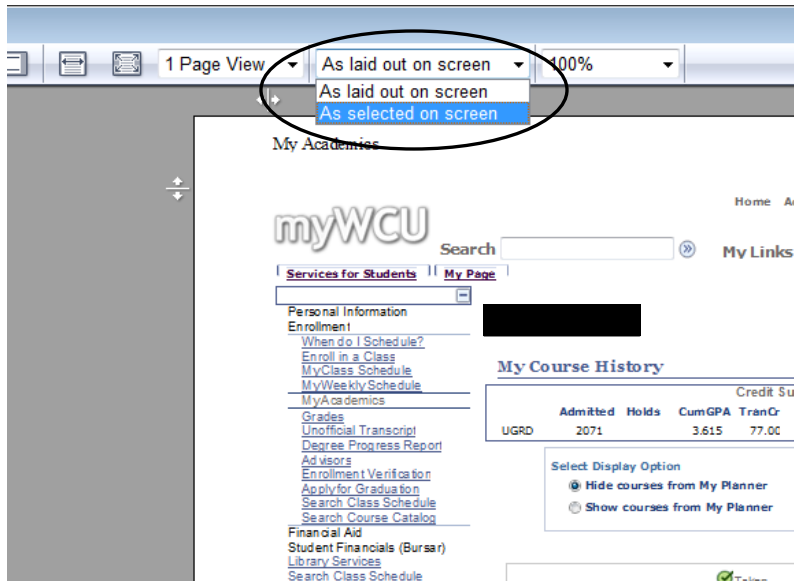 1 Page View As laid out on screen 100%
As laid out on screen
As selected on screen
My Academics
Home
myWCU
Search My Links
Services for Students My Page
Personal Information
Enrollment
When do I Schedule?
Enroll in a Class
MyClass Schedule
MyWeekly Schedule
MyAcademics
Grades
Unofficial Transcript
Degree Progress Report
Advisors
Enrollment Verification
Apply for Graduation
Search Class Schedule
Search Course Catalog
Financial Aid
Student Financials (Bursar)
Library Services
Search Class Schedule
My Course History
Credit Su
Admitted Holds CumGPA TranCr
UGRD 2071 3.615 77.00
Select Display Option
Hide courses from My Planner
Show courses from My Planner
Taken